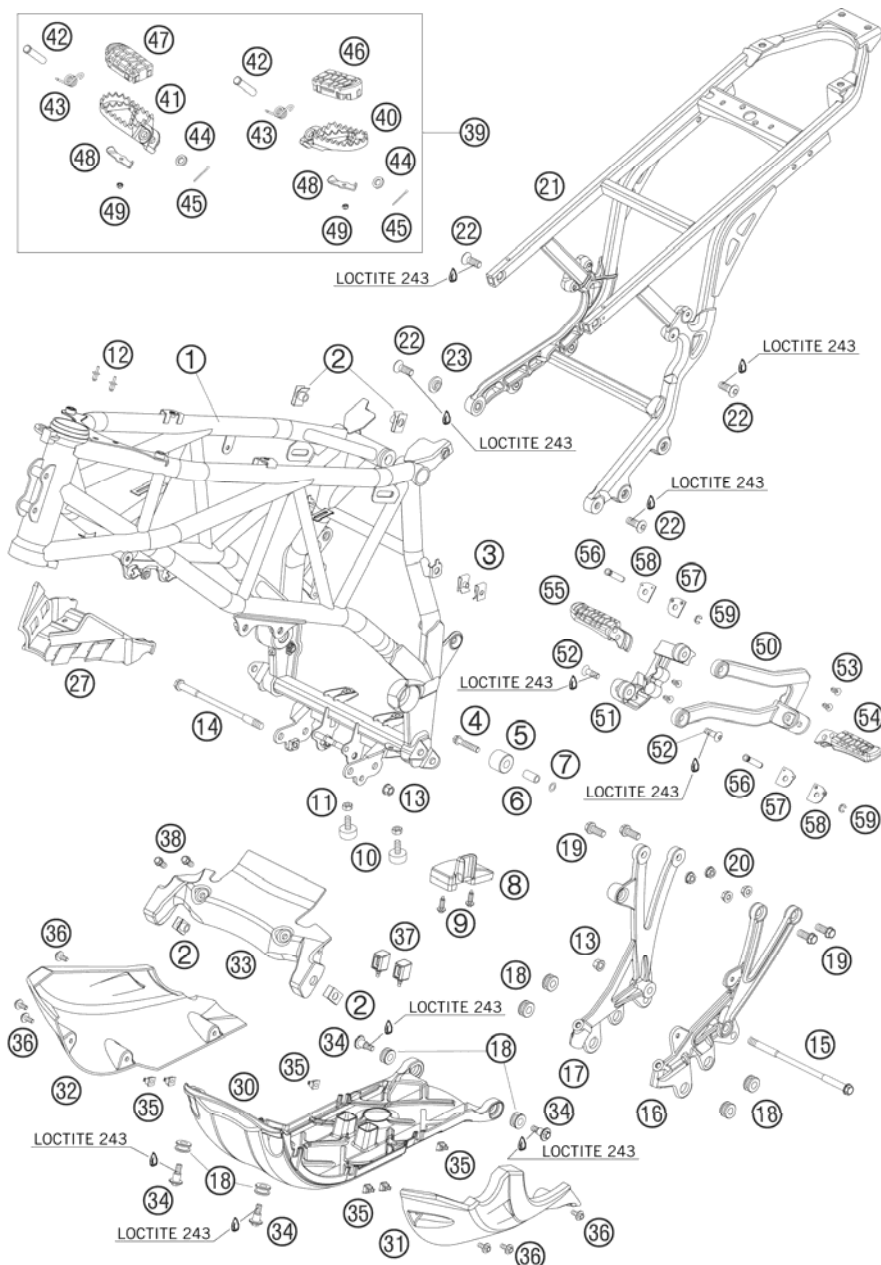 42 47 42 46
43 41 43 40
39
44 44
48 48
45 45
49 49
21
22
LOCTITE 243
12 1 2 22 23
LOCTITE 243
22
LOCTITE 243
LOCTITE 243
22
3
56 58 57
55 59
27
52 50
LOCTITE 243
53
14 51
54
4 5
52
7
6
LOCTITE 243
56 57 58 59
11 13
10
19
38
8
20
9
2 33
36
37
13
19
18
2
LOCTITE 243
36
34 18
15
17
32 35 30 35
16 18
34
LOCTITE 243
LOCTITE 243
18
35
34
35
36
LOCTITE 243
34
31 36